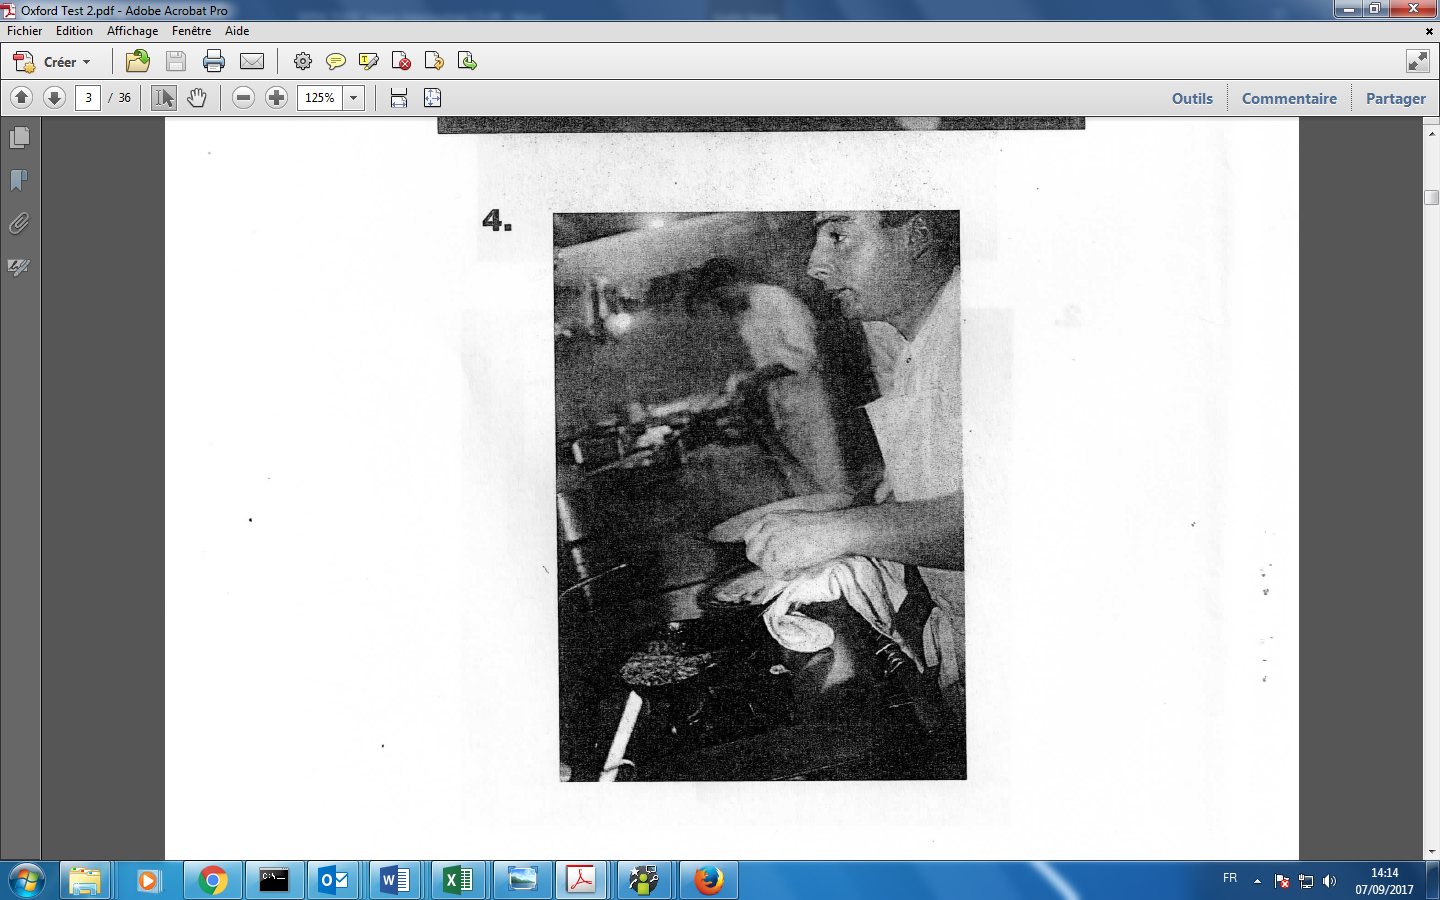 Oxford Test 2.pdf - Adobe Acrobat Pro
Fichier Edition Affichage Fenêtre Aide
Créer
3 / 36 125% Outils Commentaire Partager
4.
C:\.
FR
14:14
07/09/2017